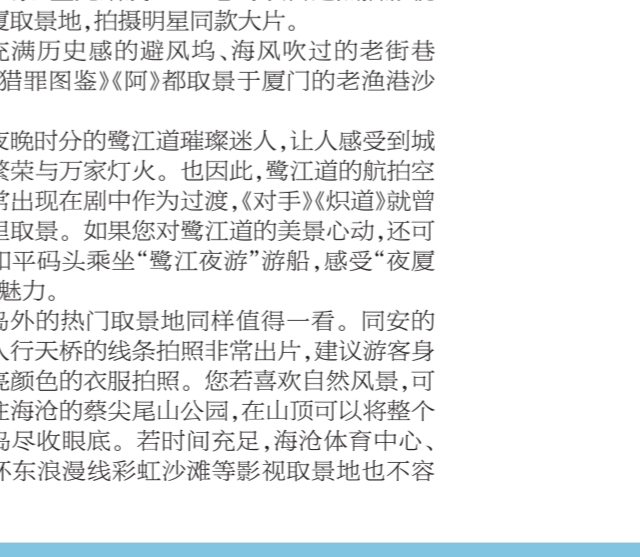 厦取景地,拍摄明星同款大片。
充满历史感的避风坞、海风吹过的老街巷
猎罪图鉴》《阿》都取景于厦门的老渔港沙
夜晚时分的鹭江道璀璨迷人,让人感受到城
繁荣与万家灯火。也因此,鹭江道的航拍空
常出现在剧中作为过渡,《对手》《炽道》就曾
里取景。如果您对鹭江道的美景心动,还可
和平码头乘坐“鹭江夜游”游船,感受“夜厦
魅力。
岛外的热门取景地同样值得一看。同安的
人行天桥的线条拍照非常出片,建议游客身
亮颜色的衣服拍照。您若喜欢自然风景,可
往海沧的蔡尖尾山公园,在山顶可以将整个
岛尽收眼底。若时间充足,海沧体育中心、
环东浪漫线彩虹沙滩等影视取景地也不容